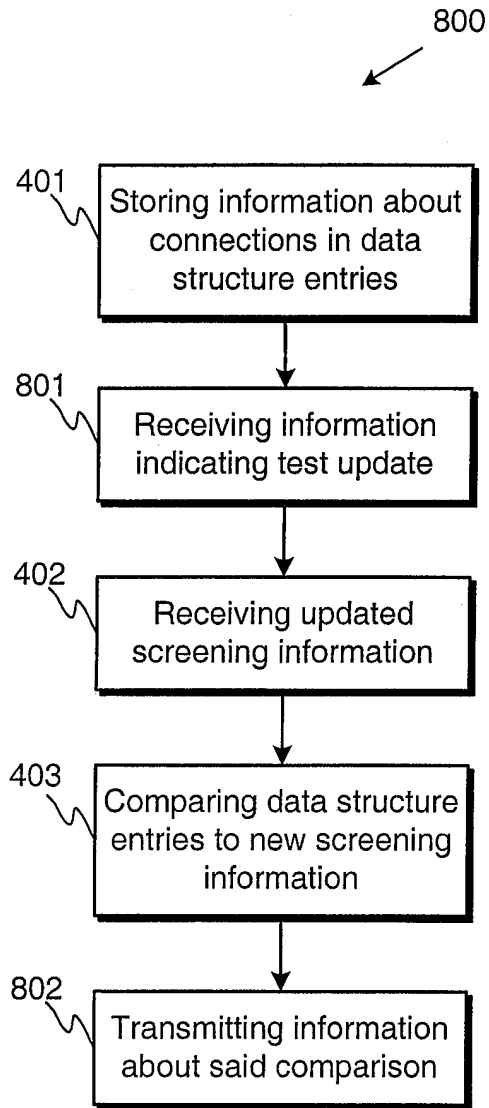 800
401
Storing information about
connections in data
structure entries
801
Receiving information
indicating test update
402
Receiving updated
screening information
403
Comparing data structure
entries to new screening
information
802
Transmitting information
about said comparison